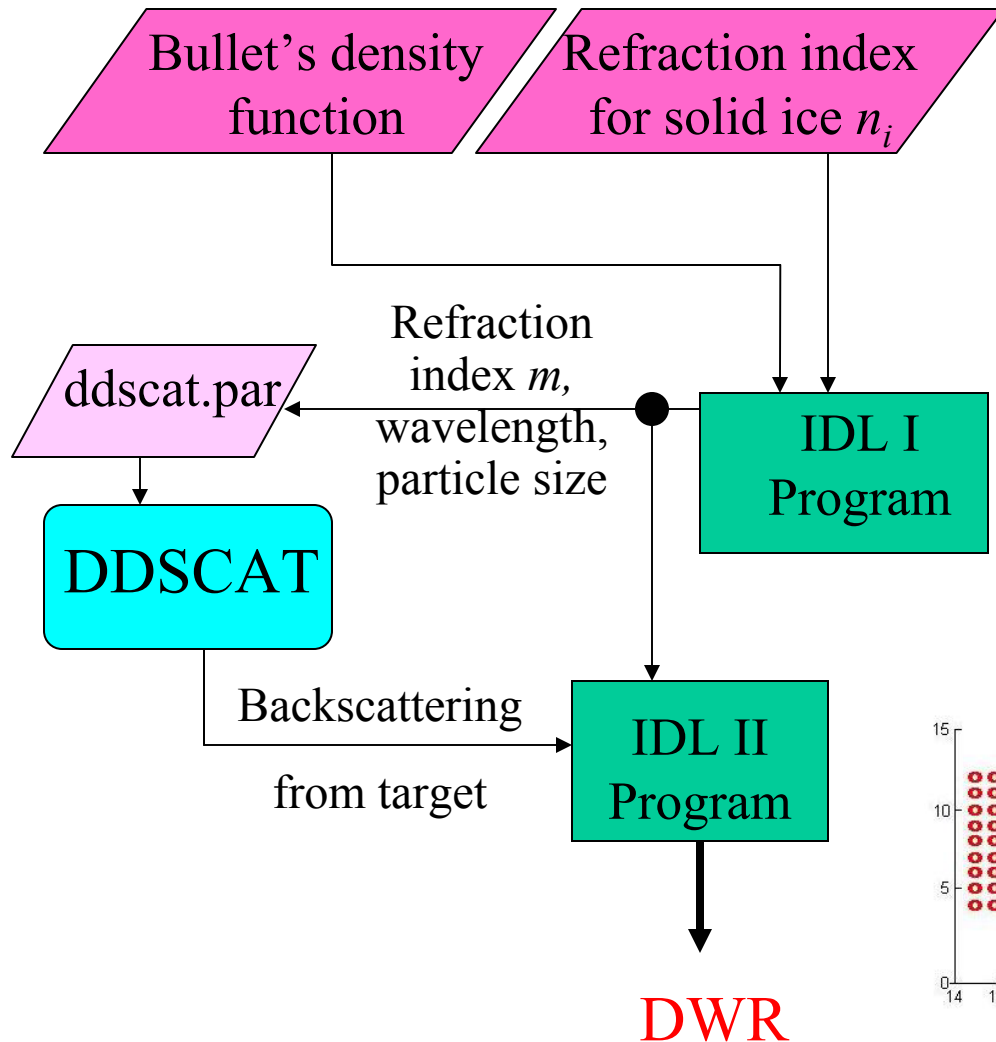 Bullet’s density
function
Refraction index
for solid ice n_i
Refraction
index m,
wavelength,
particle size
ddscat.par
IDL I
Program
DDSCAT
Backscattering
from target
IDL II
Program
DWR
15
10
5
0
14